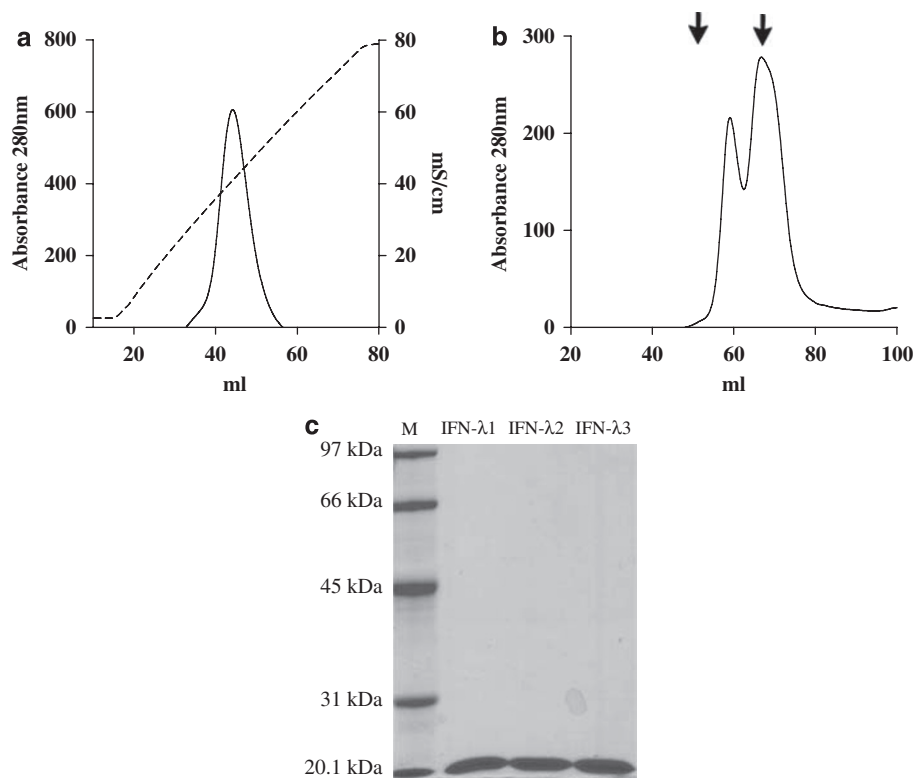 a
800
600
400
200
0
Absorbance 280nm
80
60
40
20
0
mS/cm
20 40 60 80
ml
b
300
200
100
0
Absorbance 280nm
20 40 60 80 100
ml
c
M IFN-λ1 IFN-λ2 IFN-λ3
97 kDa
66 kDa
45 kDa
31 kDa
20.1 kDa